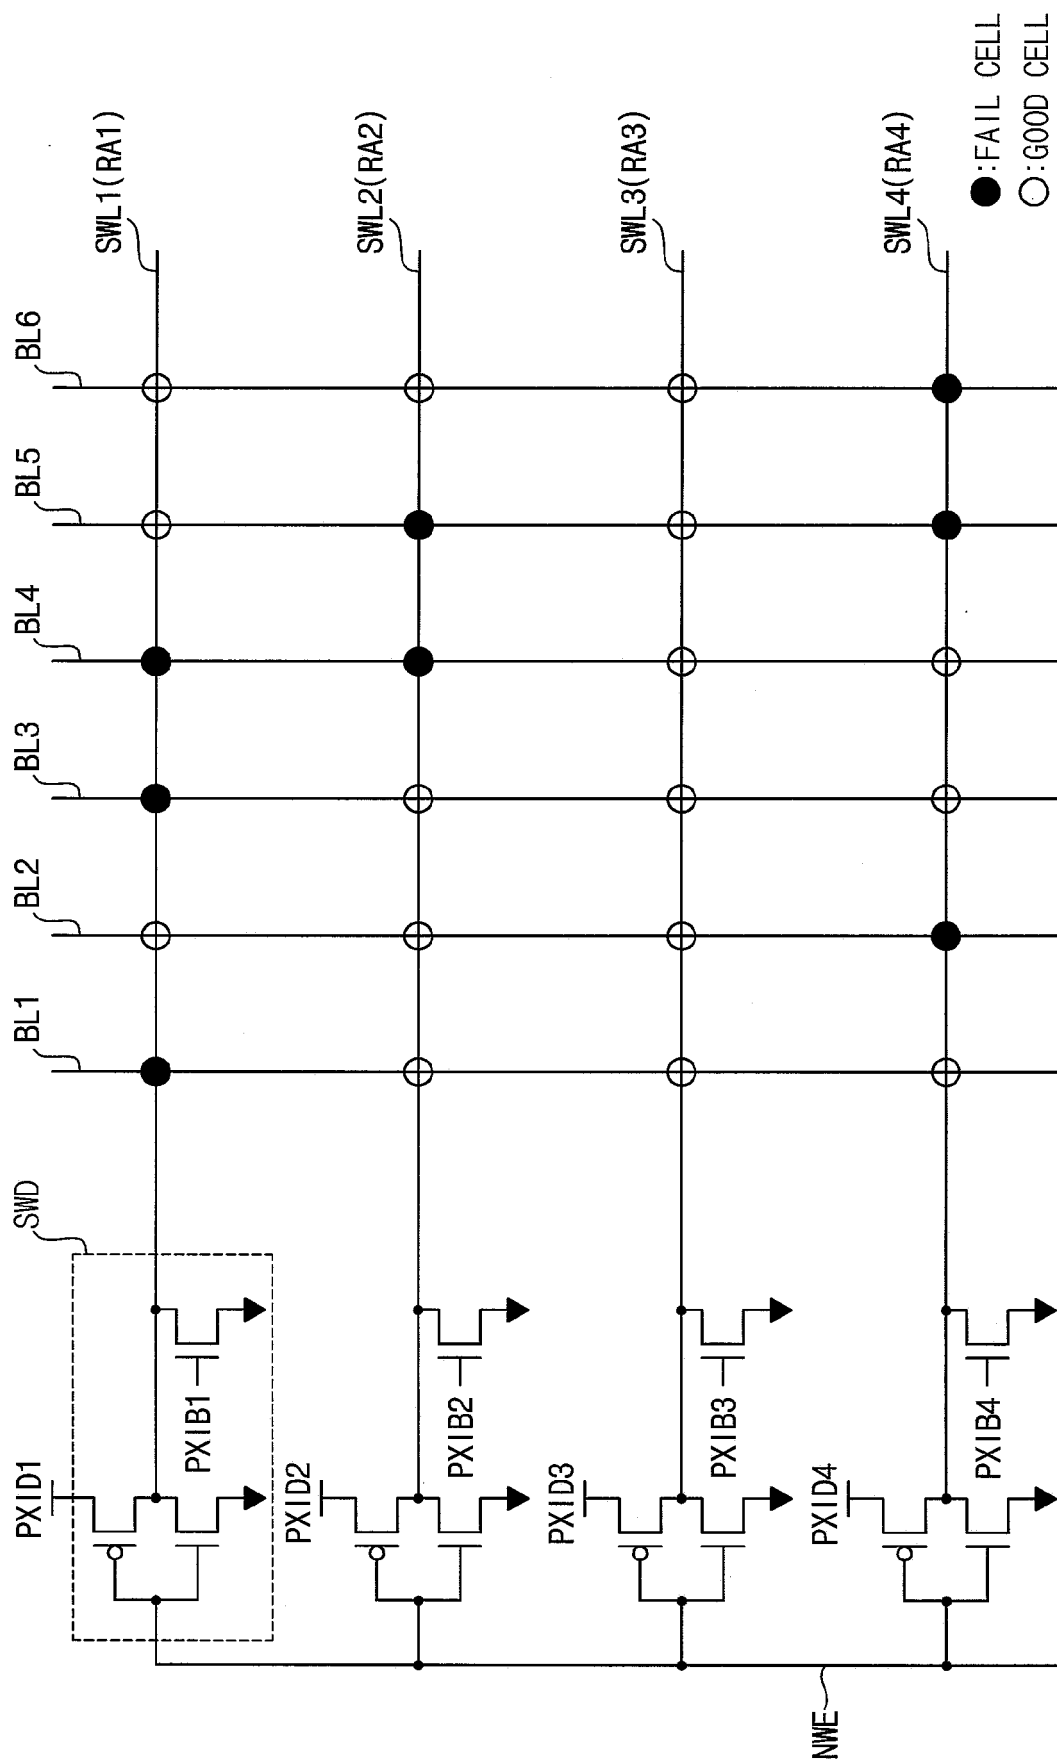 SWD
BL1
BL2
BL3
BL4
BL5
BL6
PXID1
PXIB1
SWL1(RA1)
PXID2
PXIB2
SWL2(RA2)
PXID3
PXIB3
SWL3(RA3)
PXID4
PXIB4
SWL4(RA4)
NWE
:FAIL CELL
:GOOD CELL